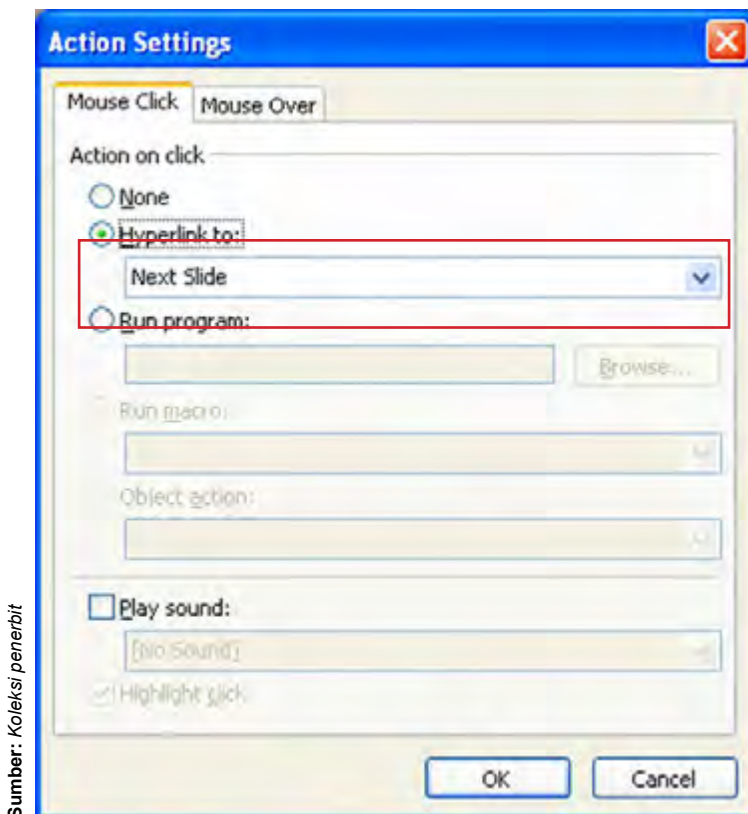 Action Settings
Mouse Click Mouse Over
Action on click
None
Hyperlink to:
Next Slide
Run program:
Browse...
Run macro:
Object action:
Play sound:
[No Sound]
Highlight click
OK Cancel
Sumber: Koleksi penerbit